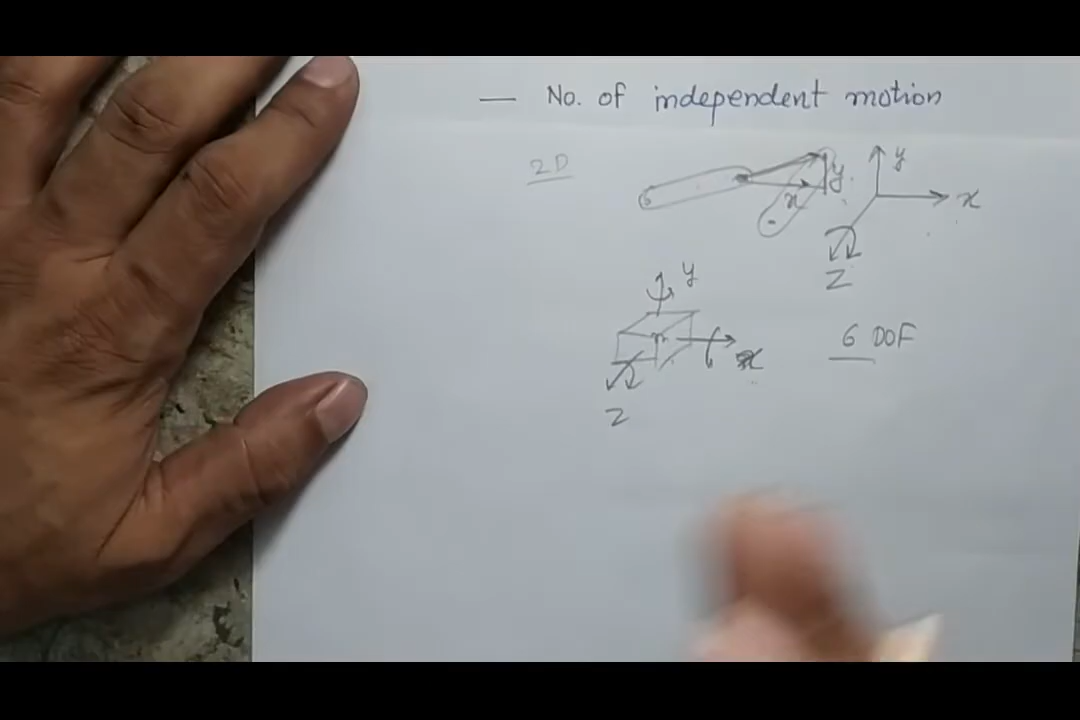 — No. of independent motion
2D
y x y x
Z
y
6 DOF
x
Z